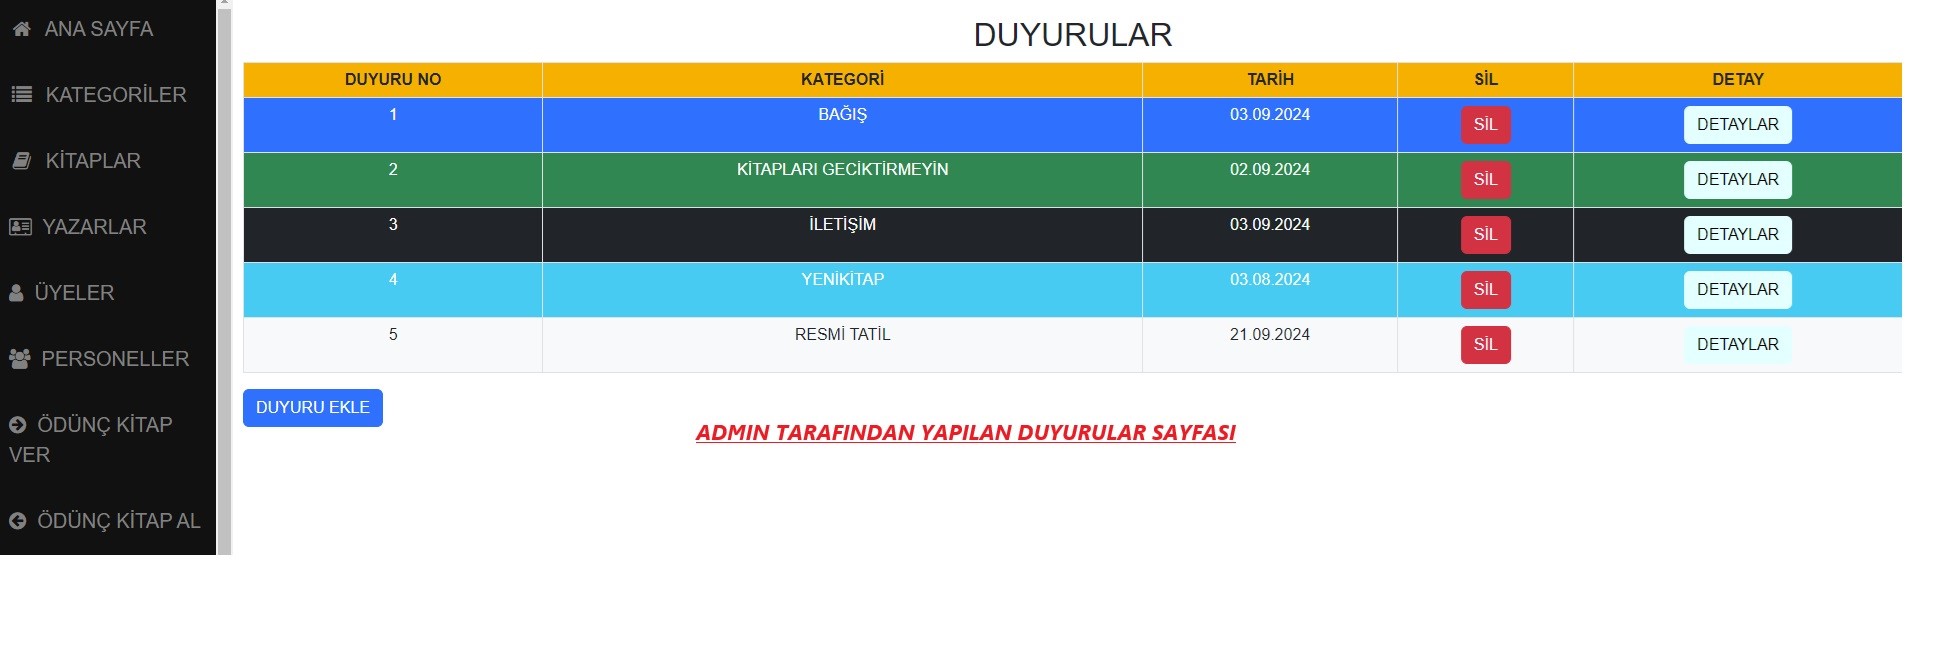 ANA SAYFA
KATEGORİLER
KİTAPLAR
YAZARLAR
ÜYELER
PERSONELLER
ÖDÜNÇ KİTAP
VER
ÖDÜNÇ KİTAP AL
DUYURULAR
DUYURU NO KATEGORİ TARİH SİL DETAY
1 BAĞIŞ 03.09.2024 SİL DETAYLAR
2 KİTAPLARI GECİKTİRMEYİN 02.09.2024 SİL DETAYLAR
3 İLETİŞİM 03.09.2024 SİL DETAYLAR
4 YENİKİTAP 03.08.2024 SİL DETAYLAR
5 RESMİ TATİL 21.09.2024 SİL DETAYLAR
DUYURU EKLE
ADMIN TARAFINDAN YAPILAN DUYURULAR SAYFASI